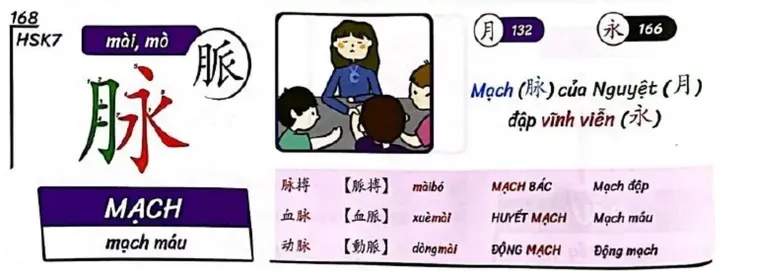 168
HSK7
mài, mò
脈
脉
MẠCH
mạch máu
月 132
永 166
Mạch (脉) của Nguyệt (月)
đập vĩnh viễn (永)
脉搏 【脈搏】 màibó MẠCH BÁC Mạch đập
血脉 【血脈】 xuèmài HUYẾT MẠCH Mạch máu
动脉 【動脈】 dòngmài ĐỘNG MẠCH Động mạch